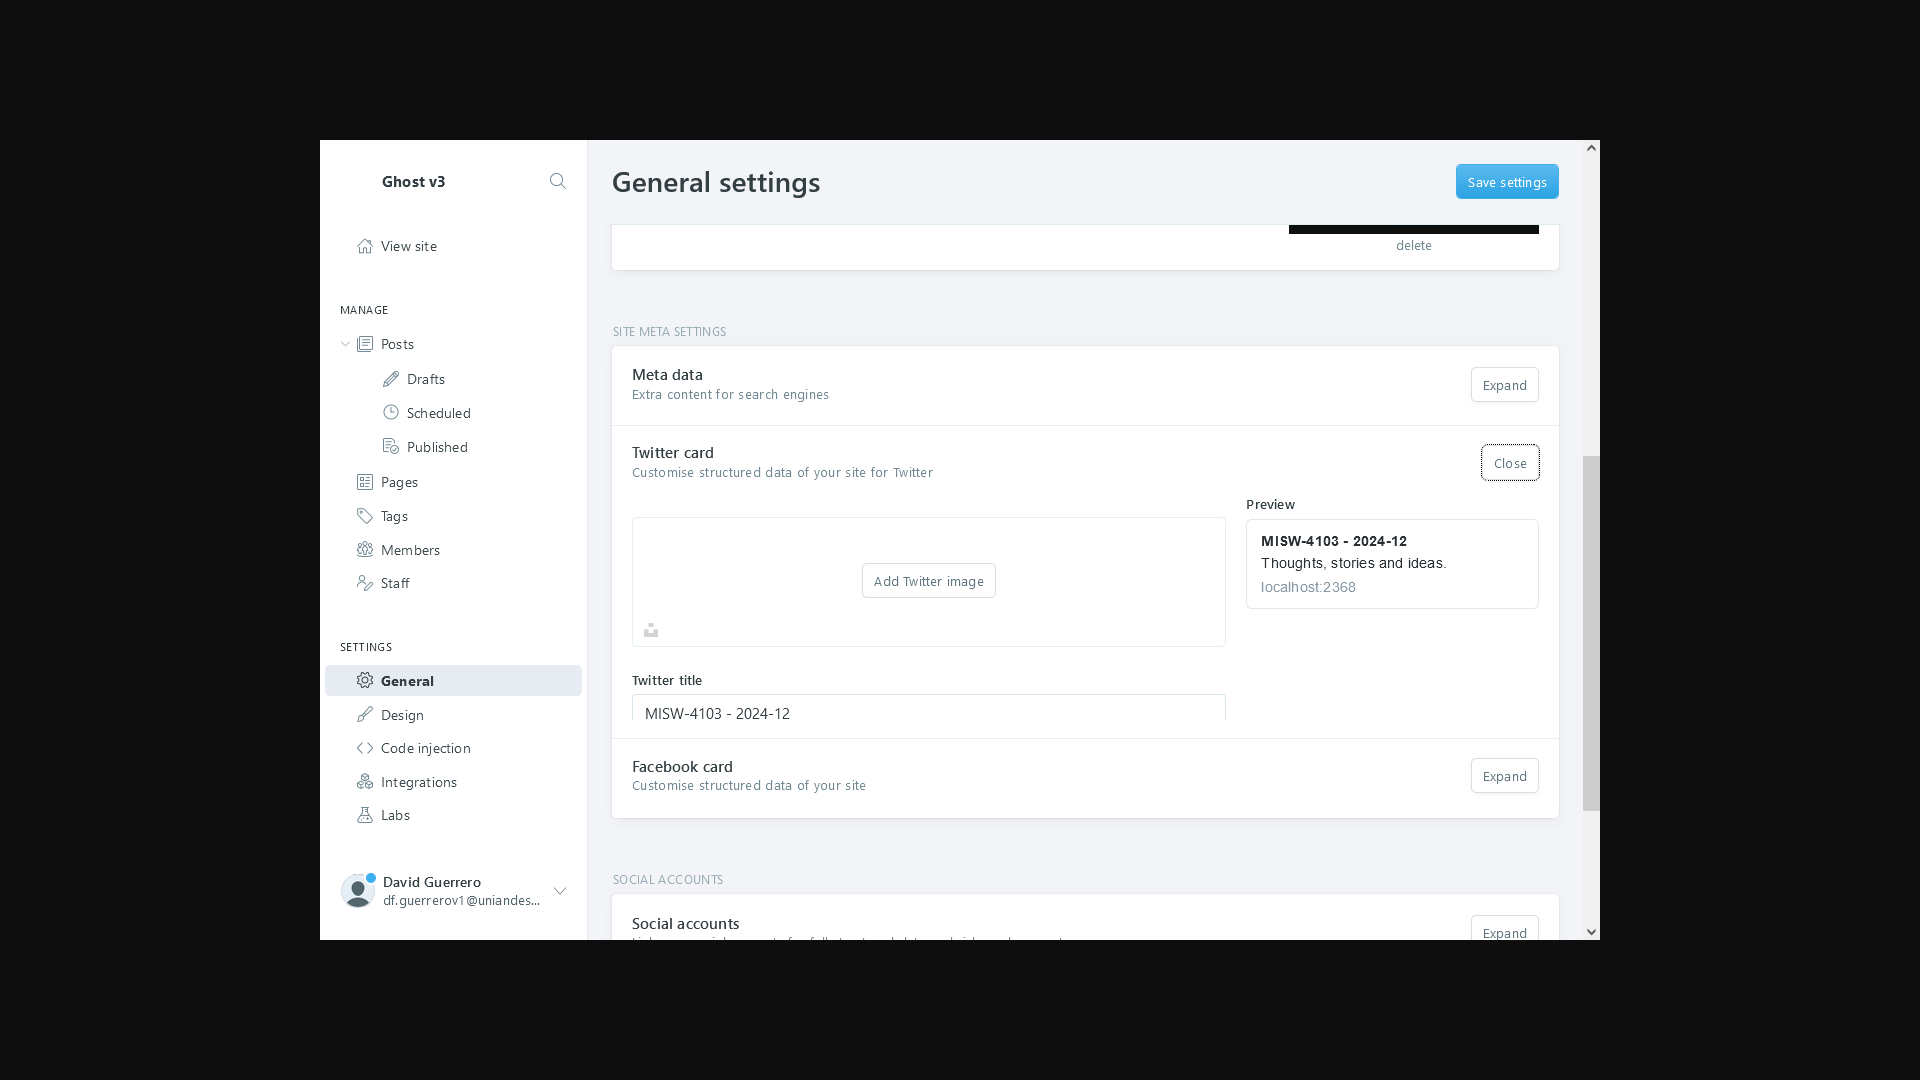 Ghost v3
View site
MANAGE
Posts
Drafts
Scheduled
Published
Pages
Tags
Members
Staff
SETTINGS
General
Design
Code injection
Integrations
Labs
David Guerrero
df.guerrerov1@uniandes...
General settings
Save settings
delete
SITE META SETTINGS
Meta data
Extra content for search engines
Expand
Twitter card
Customise structured data of your site for Twitter
Close
Add Twitter image
Preview
MISW-4103 - 2024-12
Thoughts, stories and ideas.
localhost:2368
Twitter title
MISW-4103 - 2024-12
Facebook card
Customise structured data of your site
Expand
SOCIAL ACCOUNTS
Social accounts
Expand